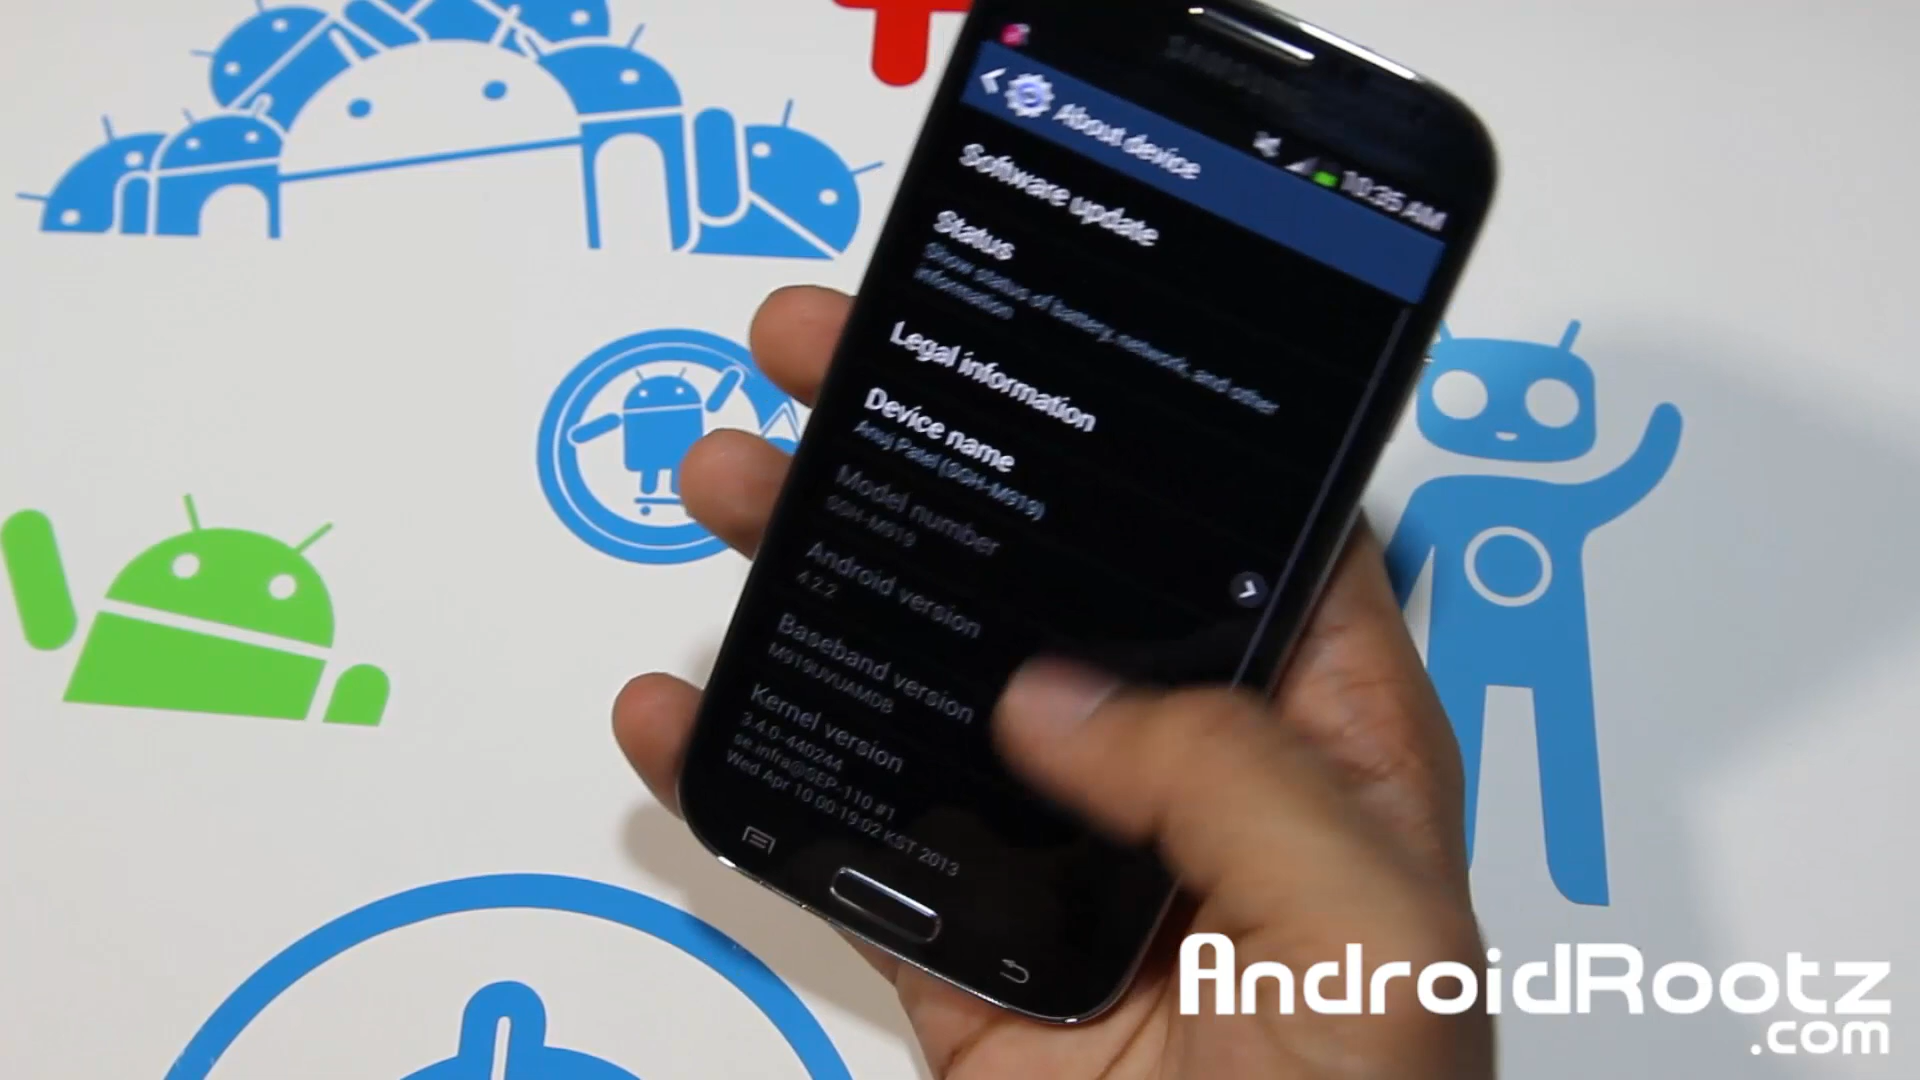 SAMSUNG
10:35 AM
About device
Software update
Status
Show status of battery, network, and other
information
Legal information
Device name
Anuj Patel (SGH-M919)
Model number
SGH-M919
Android version
4.2.2
Baseband version
M919UVUAMDB
Kernel version
3.4.0-440244
se.infra@SEP-110 #1
Wed Apr 10 00:19:02 KST 2013
AndroidRootz
.com